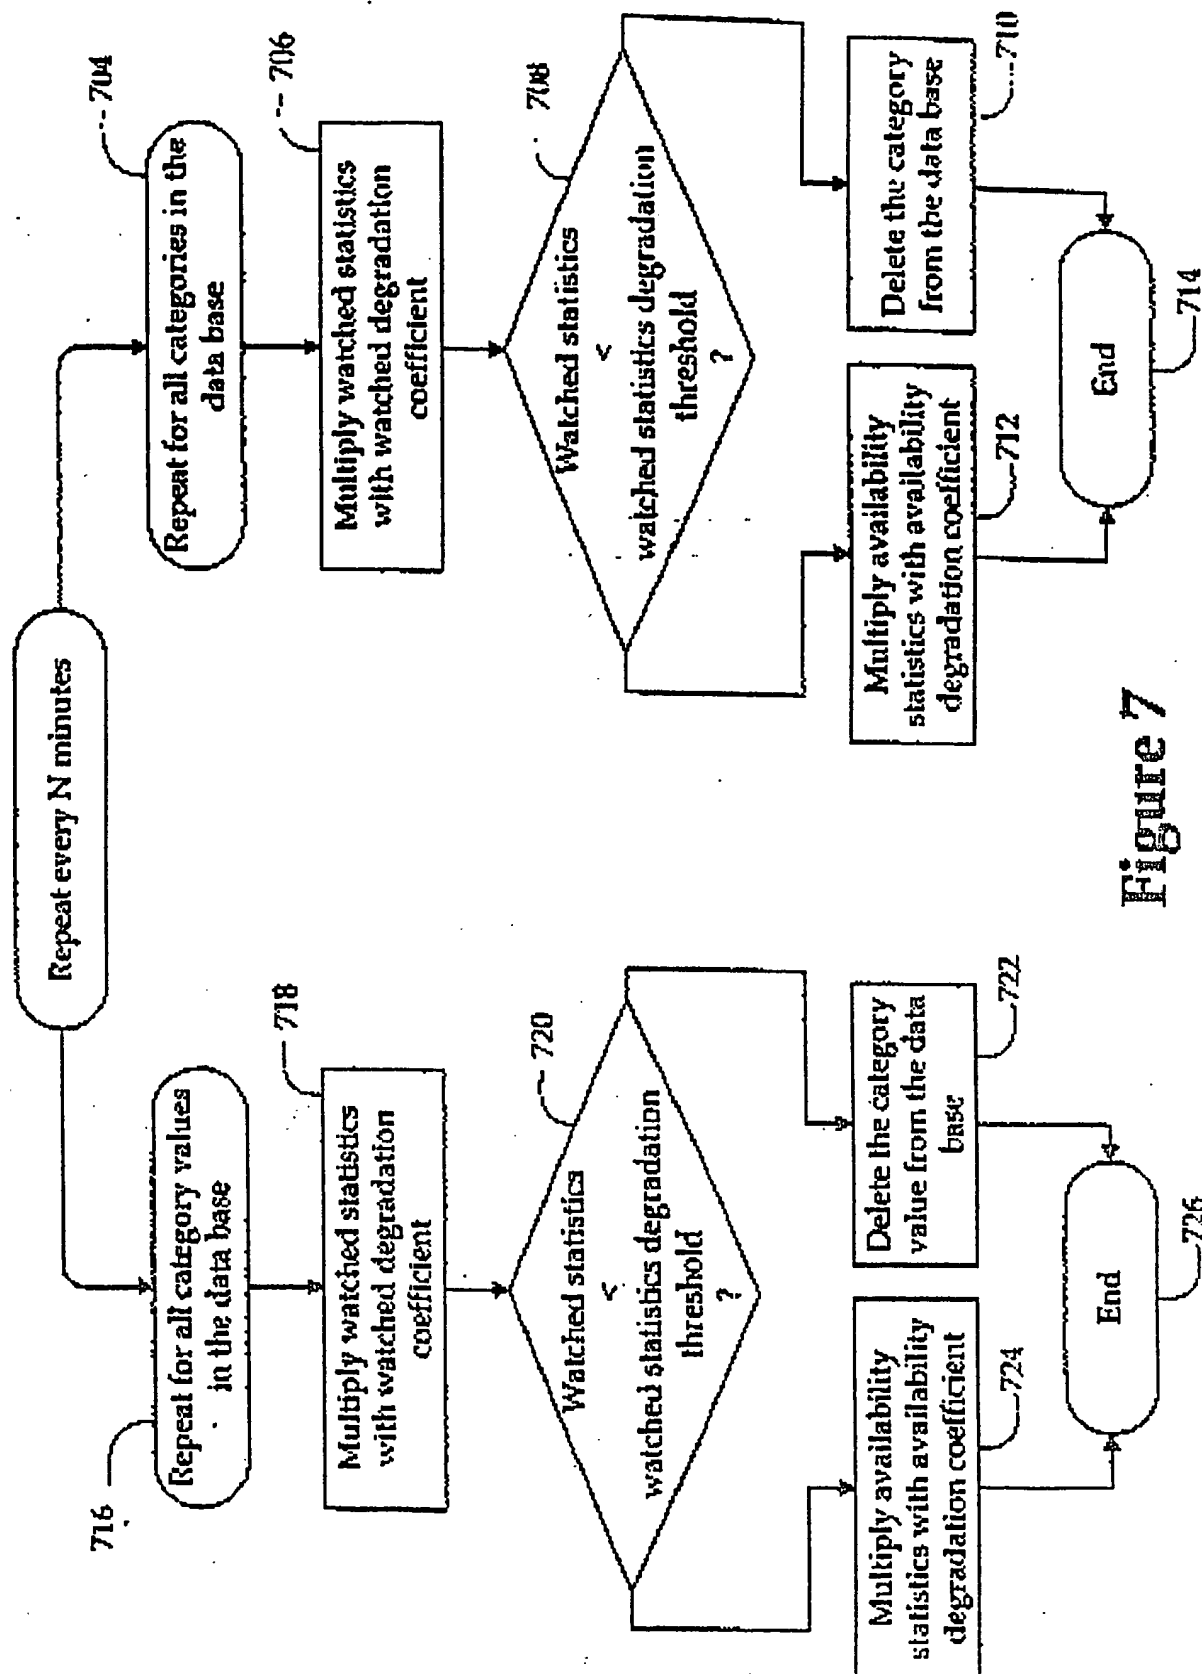 Repeat every N minutes
716
Repeat for all category values
in the data base
718
Multiply watched statistics
with watched degradation
coefficient
720
Watched statistics
<
watched statistics degradation
threshold
?
724
Multiply availability
statistics with availability
degradation coefficient
722
Delete the category
value from the data
base
End
726
704
Repeat for all categories in the
data base
706
Multiply watched statistics
with watched degradation
coefficient
708
Watched statistics
<
watched statistics degradation
threshold
?
712
Multiply availability
statistics with availability
degradation coefficient
710
Delete the category
from the data base
End
714
Figure 7